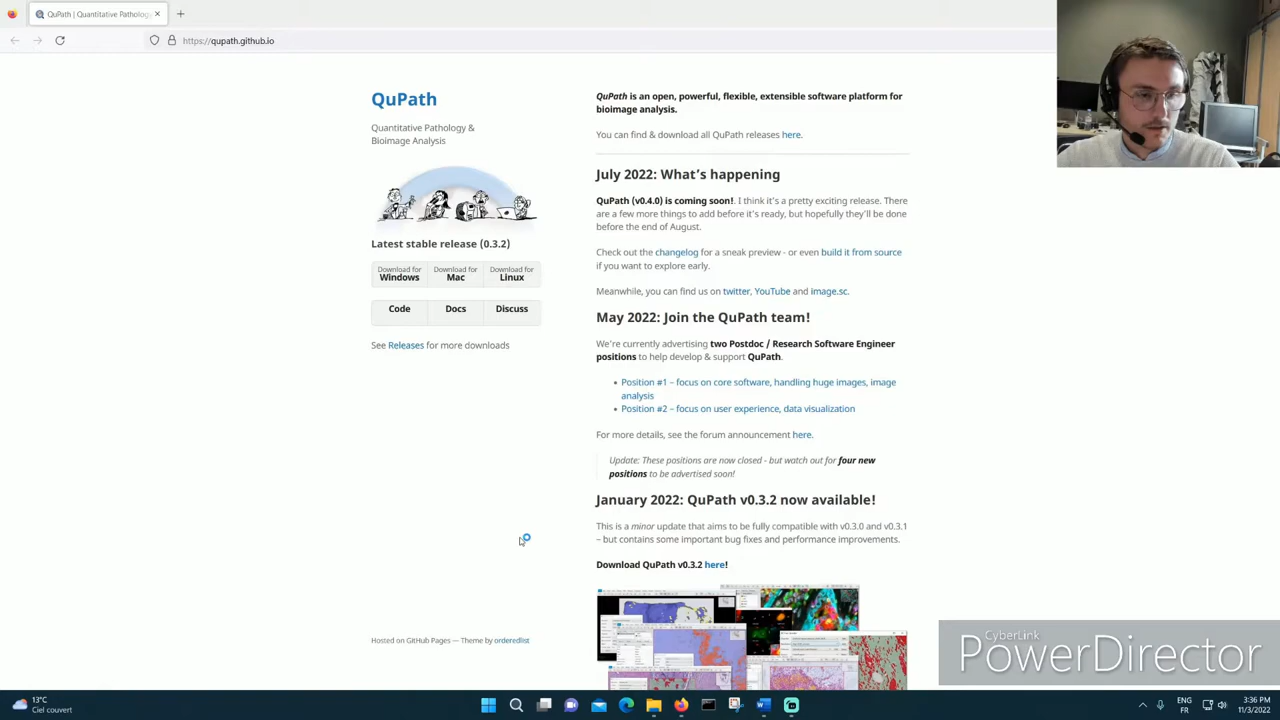 QuPath | Quantitative Pathology
https://qupath.github.io
QuPath
Quantitative Pathology &
Bioimage Analysis
Latest stable release (0.3.2)
Download for Windows
Download for Mac
Download for Linux
Code
Docs
Discuss
See Releases for more downloads
Hosted on GitHub Pages — Theme by orderedlist
QuPath is an open, powerful, flexible, extensible software platform for
bioimage analysis.
You can find & download all QuPath releases here.
July 2022: What's happening
QuPath (v0.4.0) is coming soon!. I think it's a pretty exciting release. There
are a few more things to add before it's ready, but hopefully they'll be done
before the end of August.
Check out the changelog for a sneak preview - or even build it from source
if you want to explore early.
Meanwhile, you can find us on twitter, YouTube and image.sc.
May 2022: Join the QuPath team!
We're currently advertising two Postdoc / Research Software Engineer
positions to help develop & support QuPath.
• Position #1 – focus on core software, handling huge images, image
analysis
• Position #2 – focus on user experience, data visualization
For more details, see the forum announcement here.
Update: These positions are now closed - but watch out for four new
positions to be advertised soon!
January 2022: QuPath v0.3.2 now available!
This is a minor update that aims to be fully compatible with v0.3.0 and v0.3.1
– but contains some important bug fixes and performance improvements.
Download QuPath v0.3.2 here!
CyberLink
PowerDirector
13°C
Ciel couvert
ENG
FR
3:36 PM
11/3/2022